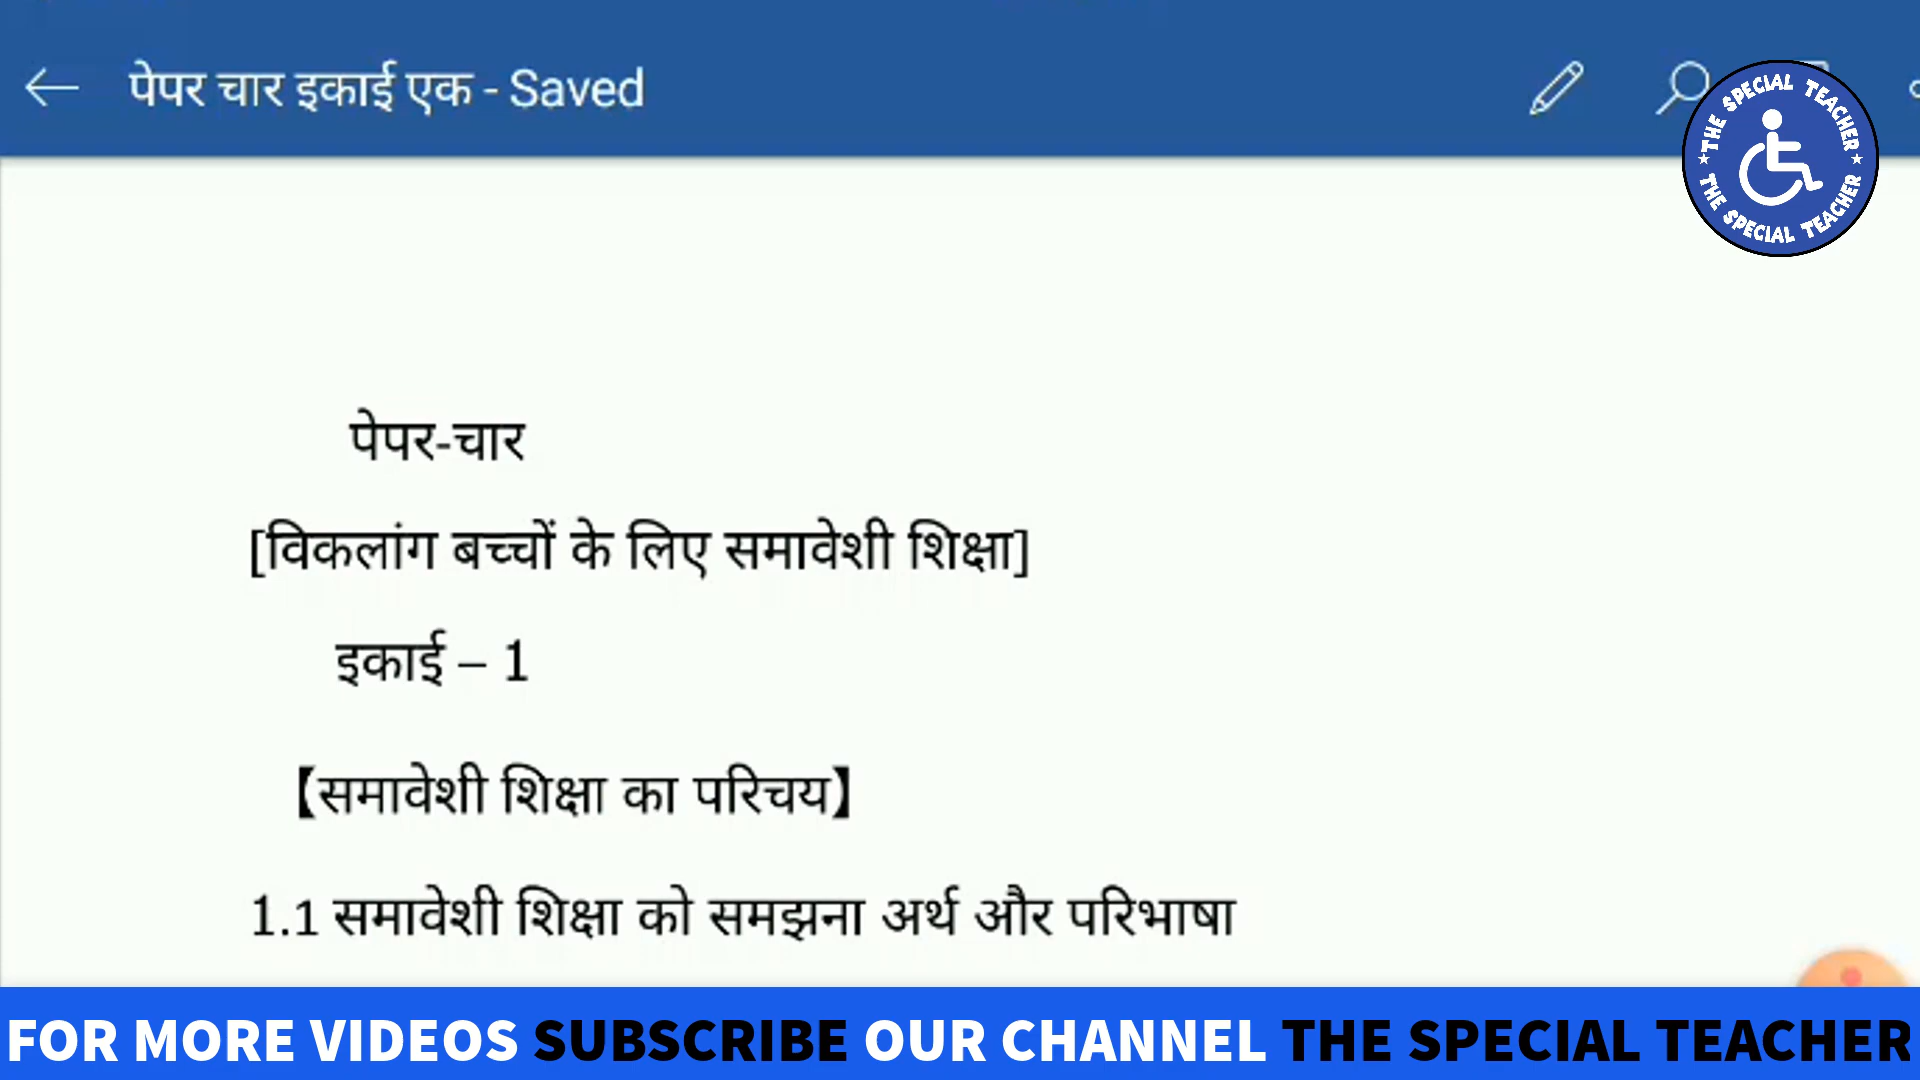 पेपर चार इकाई एक - Saved
THE SPECIAL TEACHER
THE SPECIAL TEACHER
पेपर-चार
[विकलांग बच्चों के लिए समावेशी शिक्षा]
इकाई – 1
【समावेशी शिक्षा का परिचय】
1.1 समावेशी शिक्षा को समझना अर्थ और परिभाषा
FOR MORE VIDEOS SUBSCRIBE OUR CHANNEL THE SPECIAL TEACHER